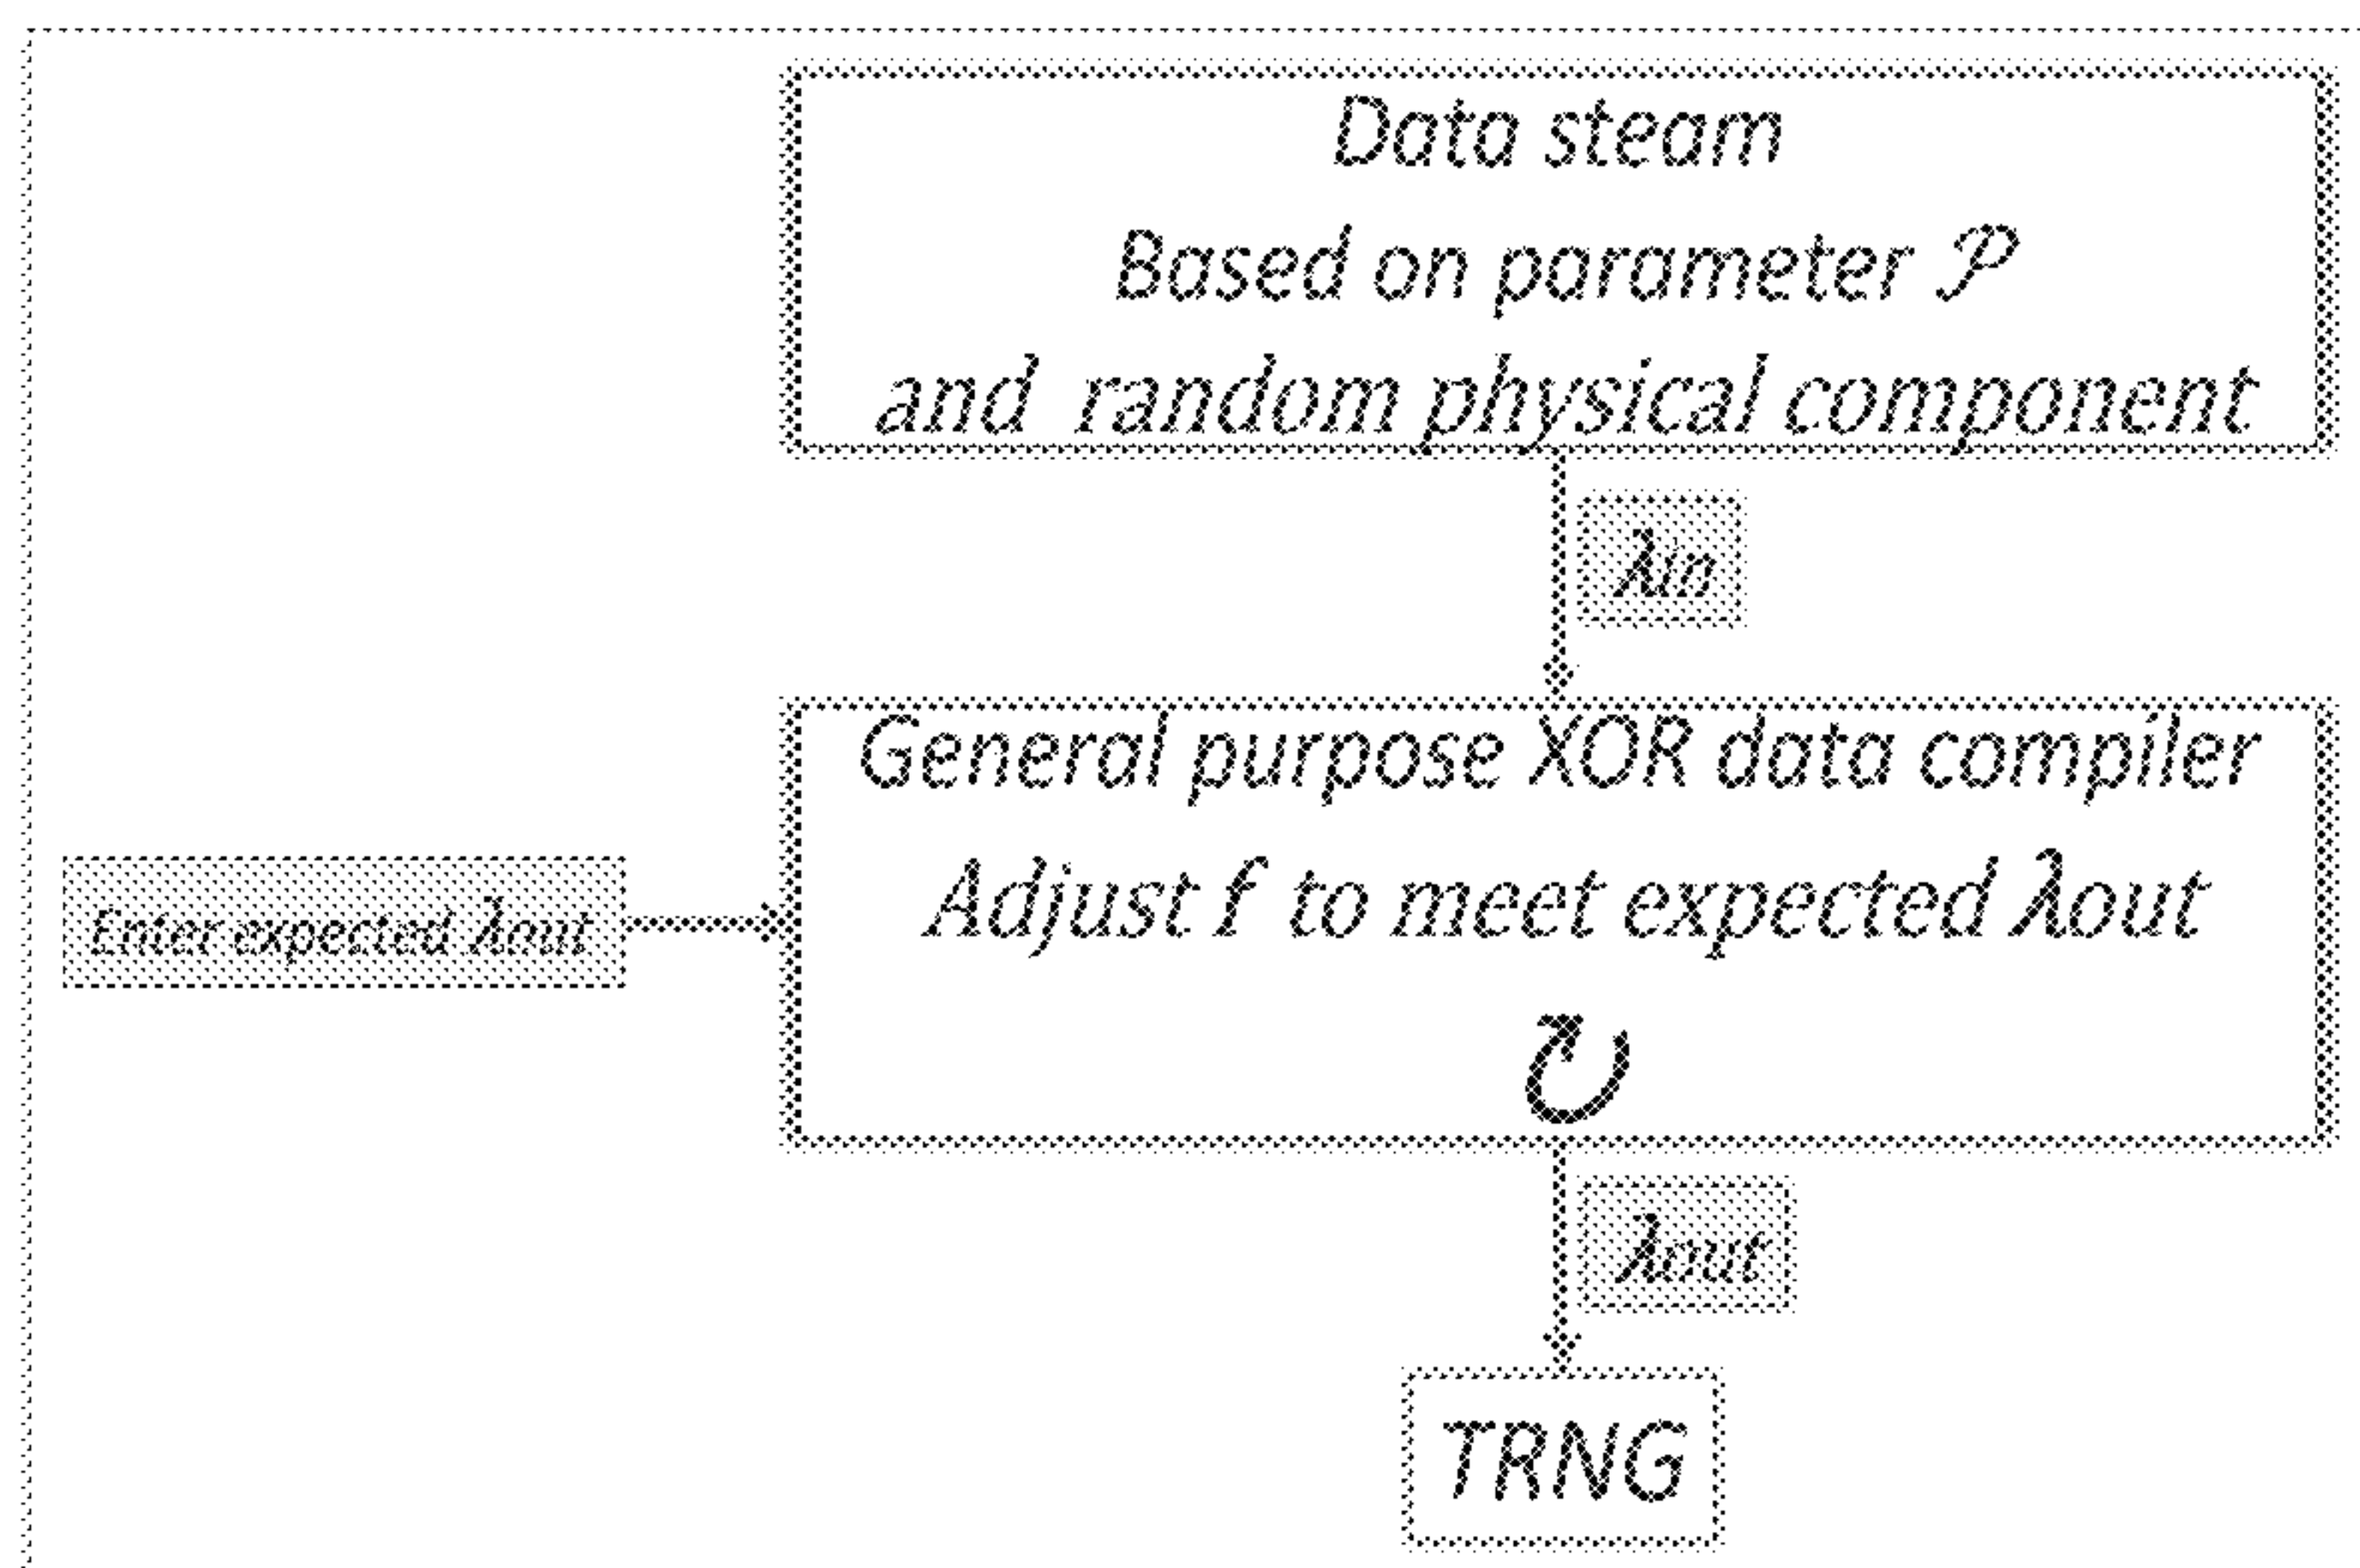 Data steam
Based on parameter 𝒫
and random physical component
λin
General purpose XOR data compiler
Adjust f to meet expected λout
Enter expected λout
↻
λout
TRNG